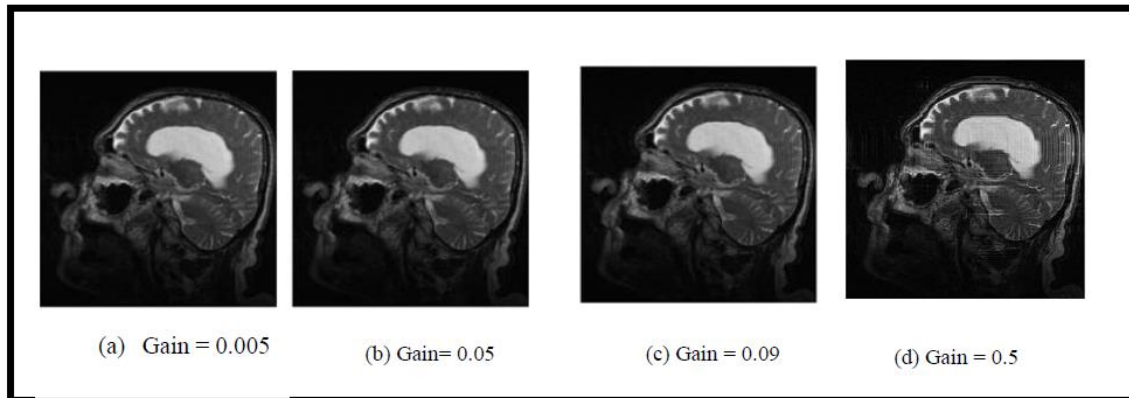 (a) Gain = 0.005
(b) Gain= 0.05
(c) Gain = 0.09
(d) Gain = 0.5